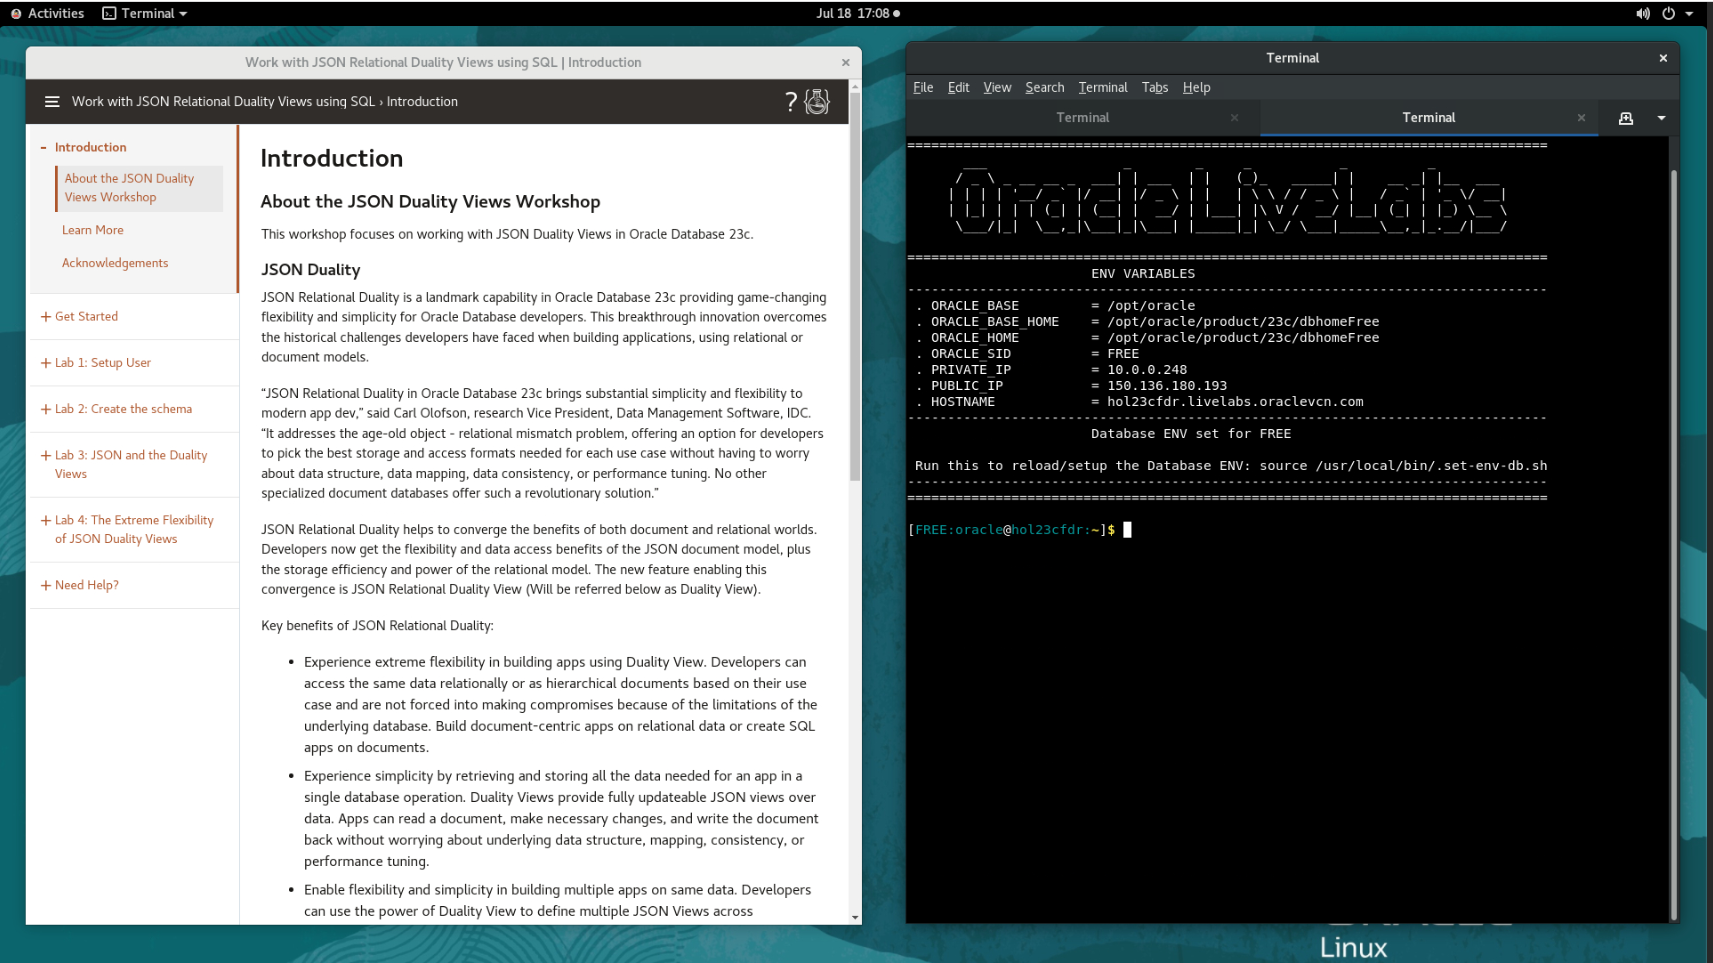 Activities
Terminal
Jul 18 17:08
Work with JSON Relational Duality Views using SQL | Introduction
Work with JSON Relational Duality Views using SQL › Introduction
?
- Introduction
About the JSON Duality
Views Workshop
Learn More
Acknowledgements
+ Get Started
+ Lab 1: Setup User
+ Lab 2: Create the schema
+ Lab 3: JSON and the Duality
Views
+ Lab 4: The Extreme Flexibility
of JSON Duality Views
+ Need Help?
Introduction
About the JSON Duality Views Workshop
This workshop focuses on working with JSON Duality Views in Oracle Database 23c.
JSON Duality
JSON Relational Duality is a landmark capability in Oracle Database 23c providing game-changing
flexibility and simplicity for Oracle Database developers. This breakthrough innovation overcomes
the historical challenges developers have faced when building applications, using relational or
document models.
“JSON Relational Duality in Oracle Database 23c brings substantial simplicity and flexibility to
modern app dev,” said Carl Olofson, research Vice President, Data Management Software, IDC.
“It addresses the age-old object - relational mismatch problem, offering an option for developers
to pick the best storage and access formats needed for each use case without having to worry
about data structure, data mapping, data consistency, or performance tuning. No other
specialized document databases offer such a revolutionary solution.”
JSON Relational Duality helps to converge the benefits of both document and relational worlds.
Developers now get the flexibility and data access benefits of the JSON document model, plus
the storage efficiency and power of the relational model. The new feature enabling this
convergence is JSON Relational Duality View (Will be referred below as Duality View).
Key benefits of JSON Relational Duality:
• Experience extreme flexibility in building apps using Duality View. Developers can
access the same data relationally or as hierarchical documents based on their use
case and are not forced into making compromises because of the limitations of the
underlying database. Build document-centric apps on relational data or create SQL
apps on documents.
• Experience simplicity by retrieving and storing all the data needed for an app in a
single database operation. Duality Views provide fully updateable JSON views over
data. Apps can read a document, make necessary changes, and write the document
back without worrying about underlying data structure, mapping, consistency, or
performance tuning.
• Enable flexibility and simplicity in building multiple apps on same data. Developers
can use the power of Duality View to define multiple JSON Views across
Terminal
File Edit View Search Terminal Tabs Help
Terminal
Terminal
OracleLiveLabs
ENV VARIABLES
. ORACLE_BASE = /opt/oracle
. ORACLE_BASE_HOME = /opt/oracle/product/23c/dbhomeFree
. ORACLE_HOME = /opt/oracle/product/23c/dbhomeFree
. ORACLE_SID = FREE
. PRIVATE_IP = 10.0.0.248
. PUBLIC_IP = 150.136.180.193
. HOSTNAME = hol23cfdr.livelabs.oraclevcn.com
Database ENV set for FREE
Run this to reload/setup the Database ENV: source /usr/local/bin/.set-env-db.sh
[FREE:oracle@hol23cfdr:~]$
Linux